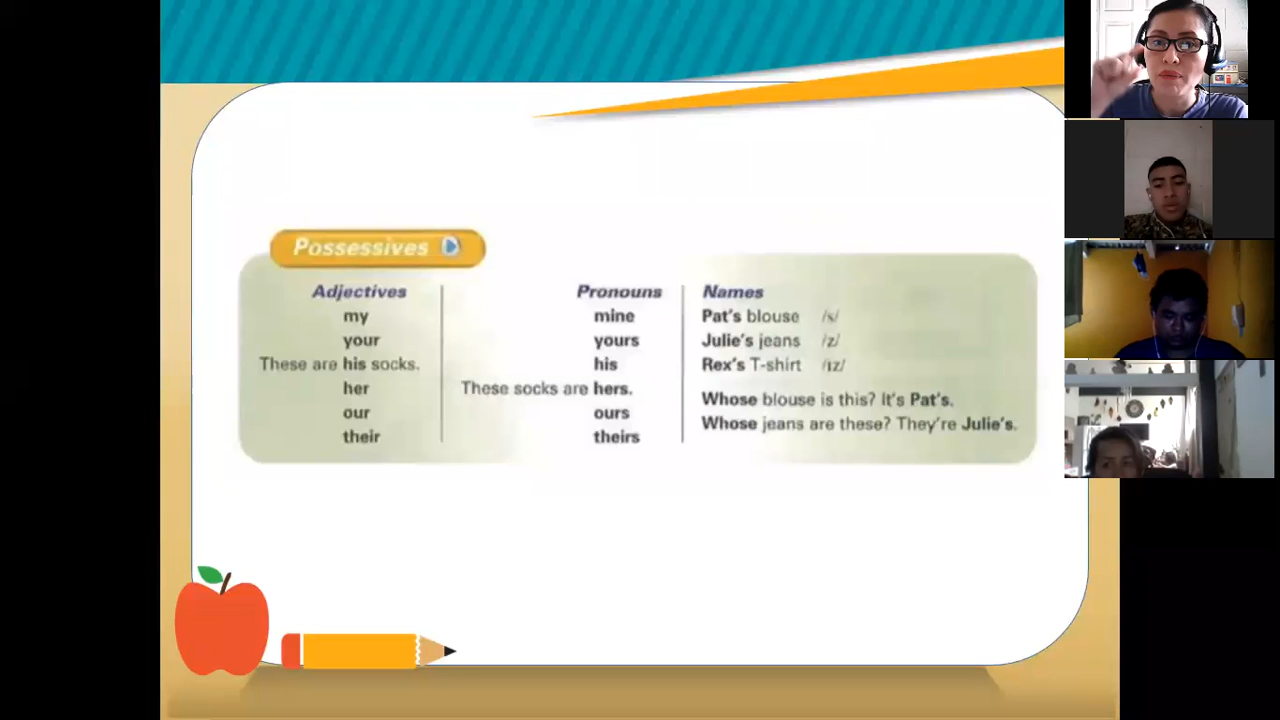 Possessives
Adjectives
my
your
These are his socks.
her
our
their
Pronouns
mine
yours
his
These socks are hers.
ours
theirs
Names
Pat's blouse /s/
Julie's jeans /z/
Rex's T-shirt /ɪz/
Whose blouse is this? It's Pat's.
Whose jeans are these? They're Julie's.